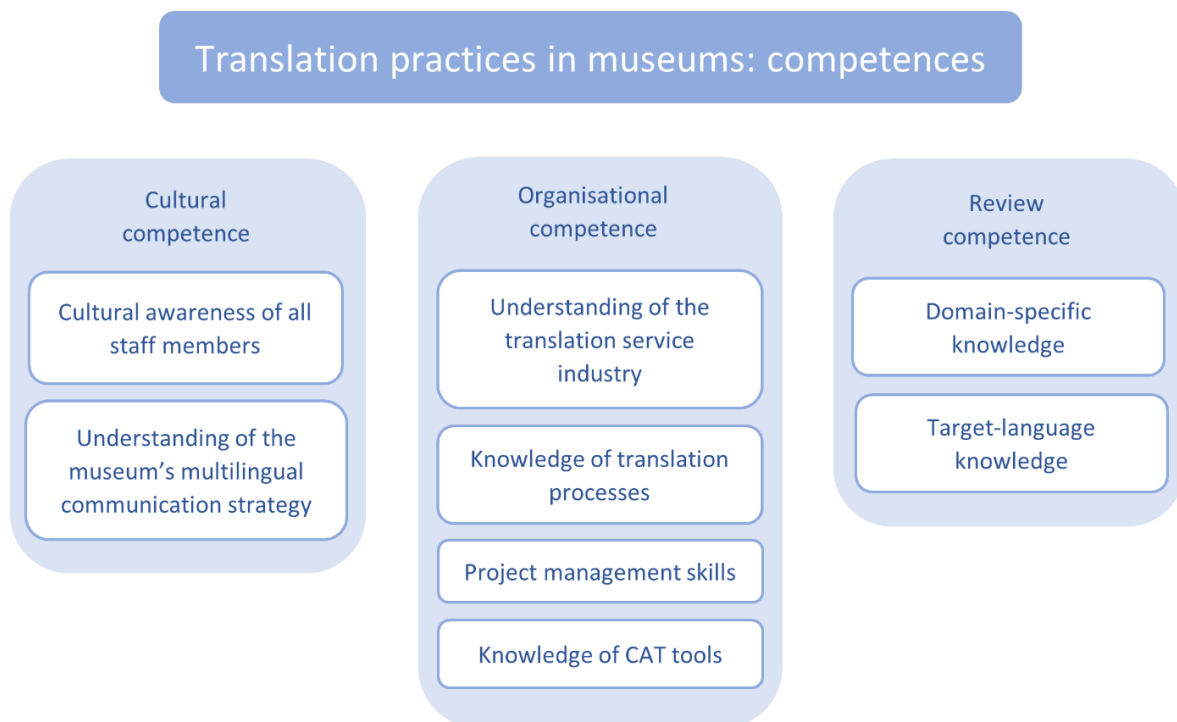 Translation practices in museums: competences
Cultural
competence
Cultural awareness of all
staff members
Understanding of the
museum’s multilingual
communication strategy
Organisational
competence
Understanding of the
translation service
industry
Knowledge of translation
processes
Project management skills
Knowledge of CAT tools
Review
competence
Domain-specific
knowledge
Target-language
knowledge